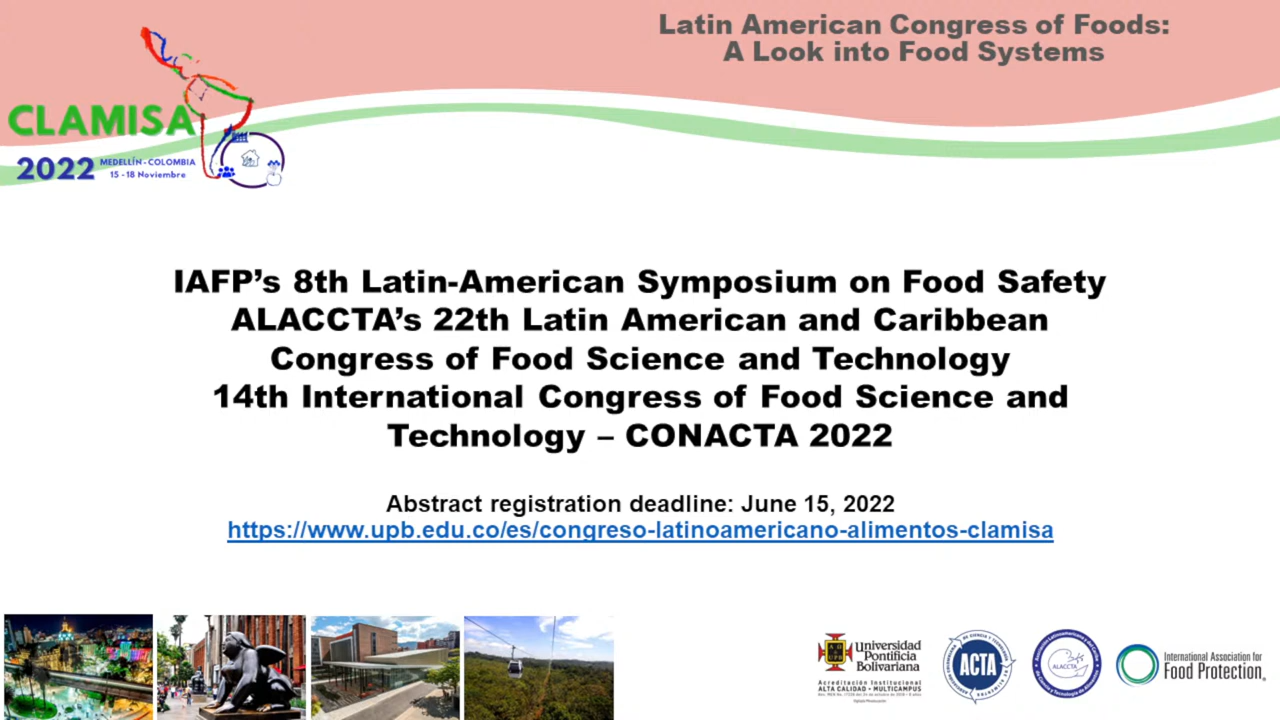 Latin American Congress of Foods:
A Look into Food Systems
CLAMISA
2022
MEDELLÍN - COLOMBIA
15 - 18 Noviembre
IAFP’s 8th Latin-American Symposium on Food Safety
ALACCTA’s 22th Latin American and Caribbean
Congress of Food Science and Technology
14th International Congress of Food Science and
Technology – CONACTA 2022
Abstract registration deadline: June 15, 2022
https://www.upb.edu.co/es/congreso-latinoamericano-alimentos-clamisa
Universidad
Pontificia
Bolivariana
Acreditación Institucional
ALTA CALIDAD - MULTICAMPUS
ACTA
ALACCTA
International Association for
Food Protection®